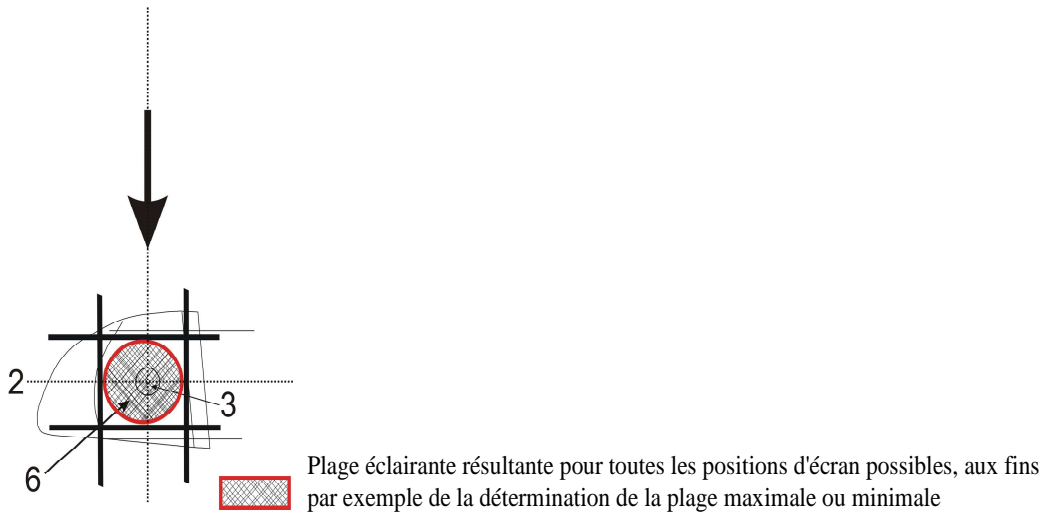 2
3
6
Plage éclairante résultante pour toutes les positions d'écran possibles, aux fins
par exemple de la détermination de la plage maximale ou minimale